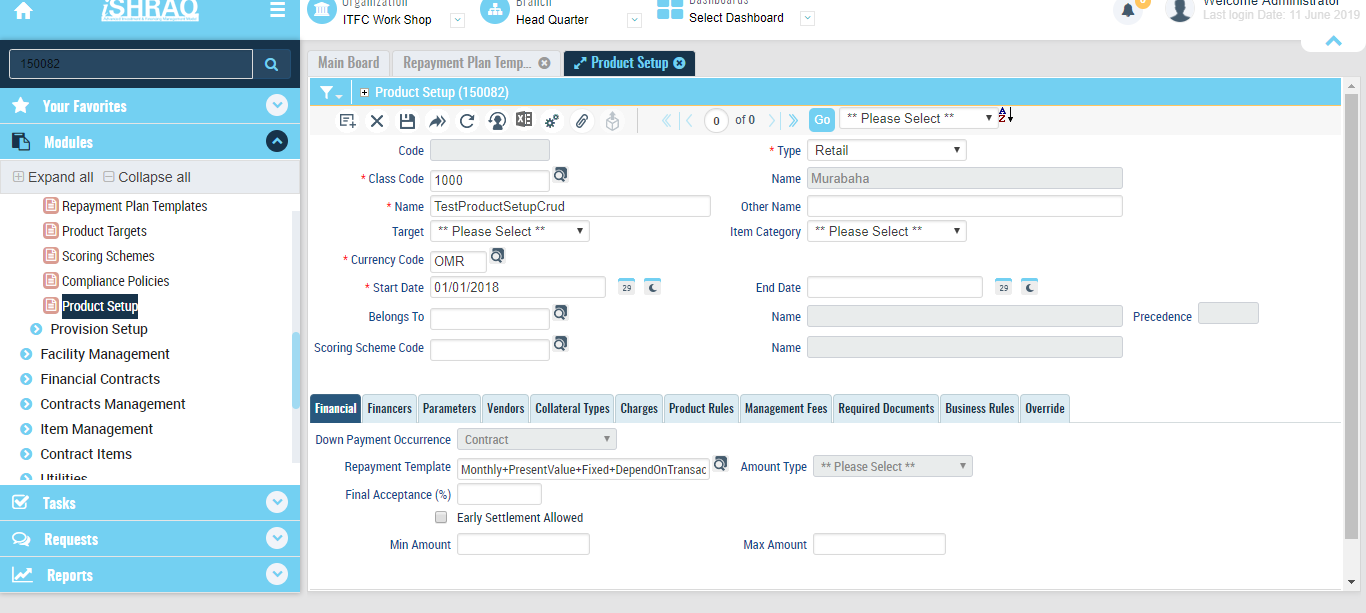 iSHRAQ
Organization
ITFC Work Shop
Branch
Head Quarter
Dashboards
Select Dashboard
Welcome Administrator
Last login Date: 11 June 2019
150082
Main Board
Repayment Plan Temp...
Product Setup
Your Favorites
Product Setup (150082)
Modules
0
of 0
Go
** Please Select **
Expand all
Collapse all
Code
* Type
Retail
* Class Code
1000
Name
Murabaha
Repayment Plan Templates
* Name
TestProductSetupCrud
Other Name
Product Targets
Target
** Please Select **
Item Category
** Please Select **
Scoring Schemes
* Currency Code
OMR
Compliance Policies
* Start Date
01/01/2018
29
End Date
29
Product Setup
Belongs To
Name
Precedence
Provision Setup
Scoring Scheme Code
Name
Facility Management
Financial Contracts
Contracts Management
Item Management
Contract Items
Utilities
Financial
Financers
Parameters
Vendors
Collateral Types
Charges
Product Rules
Management Fees
Required Documents
Business Rules
Override
Down Payment Occurrence
Contract
Repayment Template
Monthly+PresentValue+Fixed+DependOnTransac
Amount Type
** Please Select **
Final Acceptance (%)
Early Settlement Allowed
Min Amount
Max Amount
Tasks
Requests
Reports